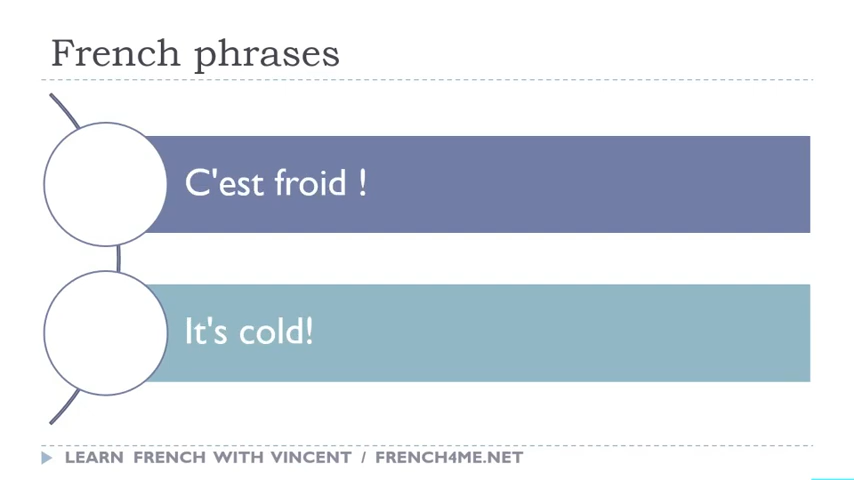 French phrases
C'est froid !
It's cold!
LEARN FRENCH WITH VINCENT / FRENCH4ME.NET